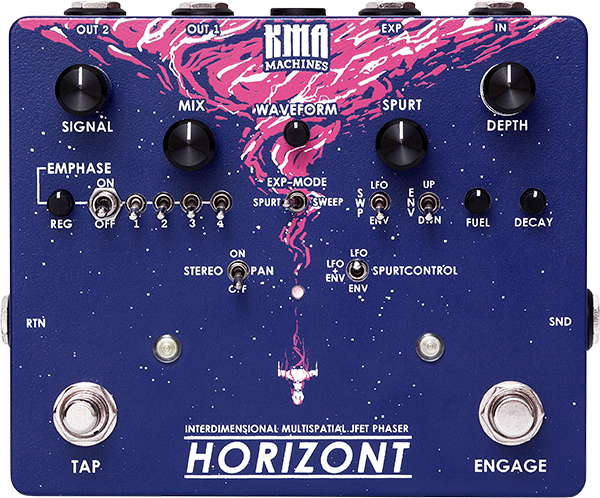 OUT 2
OUT 1
EXP
IN
KMA
MACHINES
SIGNAL
MIX
WAVEFORM
SPURT
DEPTH
EMPHASE
ON
OFF
REG
1
2
3
4
EXP-MODE
SPURT
SWEEP
SWP
LFO
ENV
ENV
UP
DWN
FUEL
DECAY
STEREO
ON
OFF
PAN
LFO
LFO
+
ENV
ENV
SPURTCONTROL
RTN
SND
TAP
ENGAGE
INTERDIMENSIONAL MULTISPATIAL JFET PHASER
HORIZONT